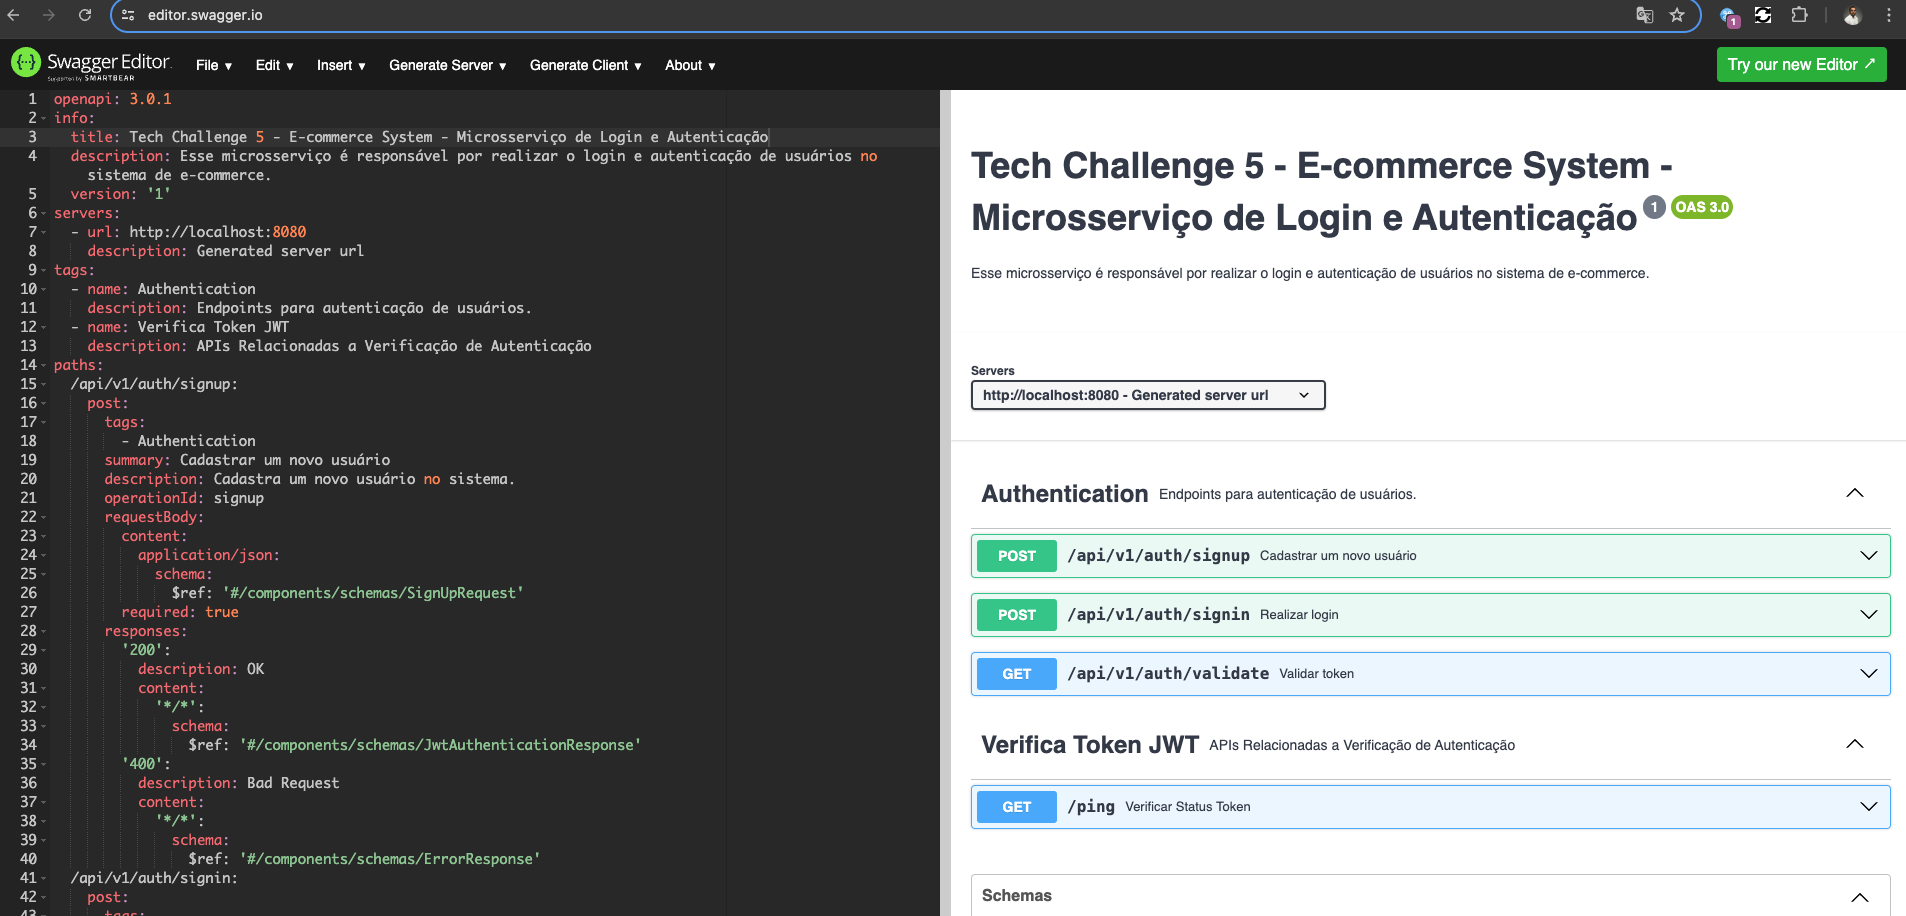 editor.swagger.io
1
Swagger Editor.
Supported by SMARTBEAR
File ▾
Edit ▾
Insert ▾
Generate Server ▾
Generate Client ▾
About ▾
Try our new Editor ↗
1 openapi: 3.0.1
2 info:
3 title: Tech Challenge 5 - E-commerce System - Microsserviço de Login e Autenticação
4 description: Esse microsserviço é responsável por realizar o login e autenticação de usuários no
sistema de e-commerce.
5 version: '1'
6 servers:
7 - url: http://localhost:8080
8 description: Generated server url
9 tags:
10 - name: Authentication
11 description: Endpoints para autenticação de usuários.
12 - name: Verifica Token JWT
13 description: APIs Relacionadas a Verificação de Autenticação
14 paths:
15 /api/v1/auth/signup:
16 post:
17 tags:
18 - Authentication
19 summary: Cadastrar um novo usuário
20 description: Cadastra um novo usuário no sistema.
21 operationId: signup
22 requestBody:
23 content:
24 application/json:
25 schema:
26 $ref: '#/components/schemas/SignUpRequest'
27 required: true
28 responses:
29 '200':
30 description: OK
31 content:
32 '*/*':
33 schema:
34 $ref: '#/components/schemas/JwtAuthenticationResponse'
35 '400':
36 description: Bad Request
37 content:
38 '*/*':
39 schema:
40 $ref: '#/components/schemas/ErrorResponse'
41 /api/v1/auth/signin:
42 post:
43 tags:
Tech Challenge 5 - E-commerce System -
Microsserviço de Login e Autenticação 1 OAS 3.0
Esse microsserviço é responsável por realizar o login e autenticação de usuários no sistema de e-commerce.
Servers
http://localhost:8080 - Generated server url
Authentication Endpoints para autenticação de usuários.
POST /api/v1/auth/signup Cadastrar um novo usuário
POST /api/v1/auth/signin Realizar login
GET /api/v1/auth/validate Validar token
Verifica Token JWT APIs Relacionadas a Verificação de Autenticação
GET /ping Verificar Status Token
Schemas